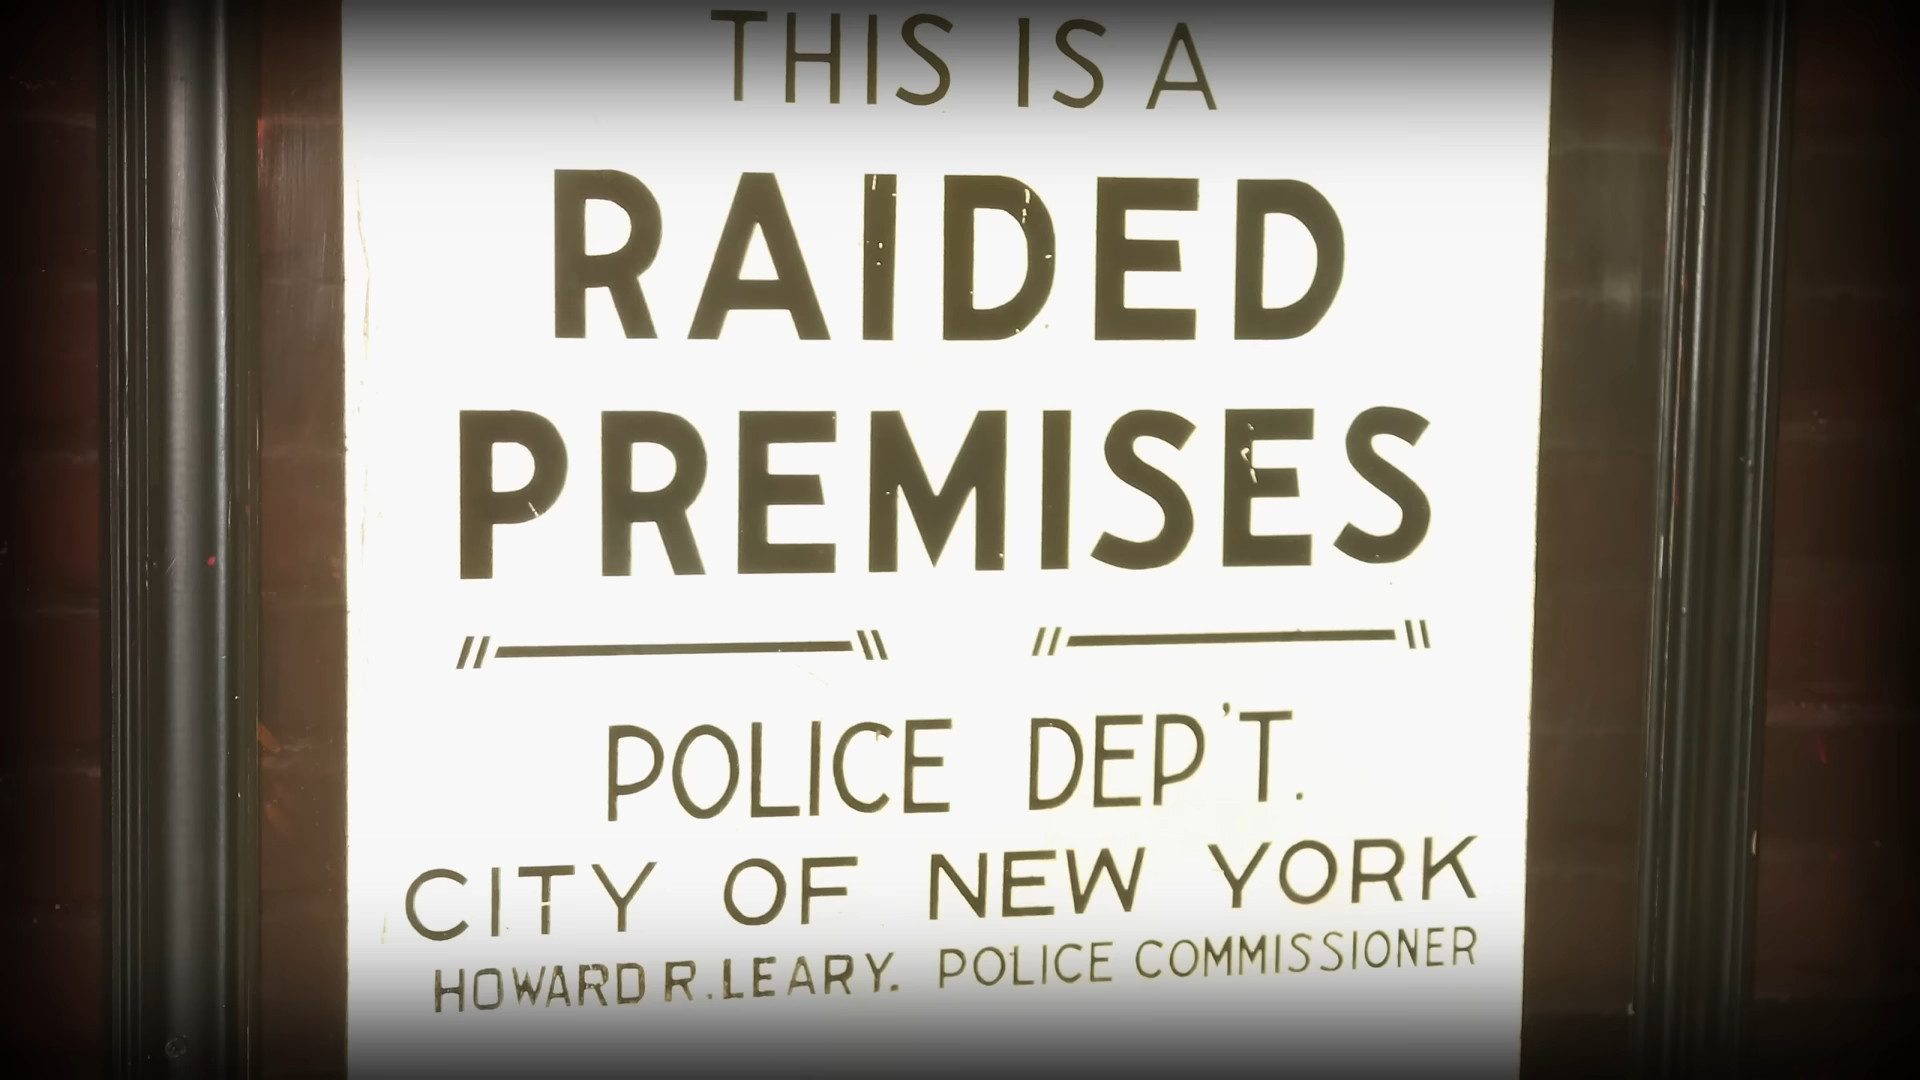 THIS IS A
RAIDED
PREMISES
POLICE DEP'T.
CITY OF NEW YORK
HOWARD R. LEARY. POLICE COMMISSIONER